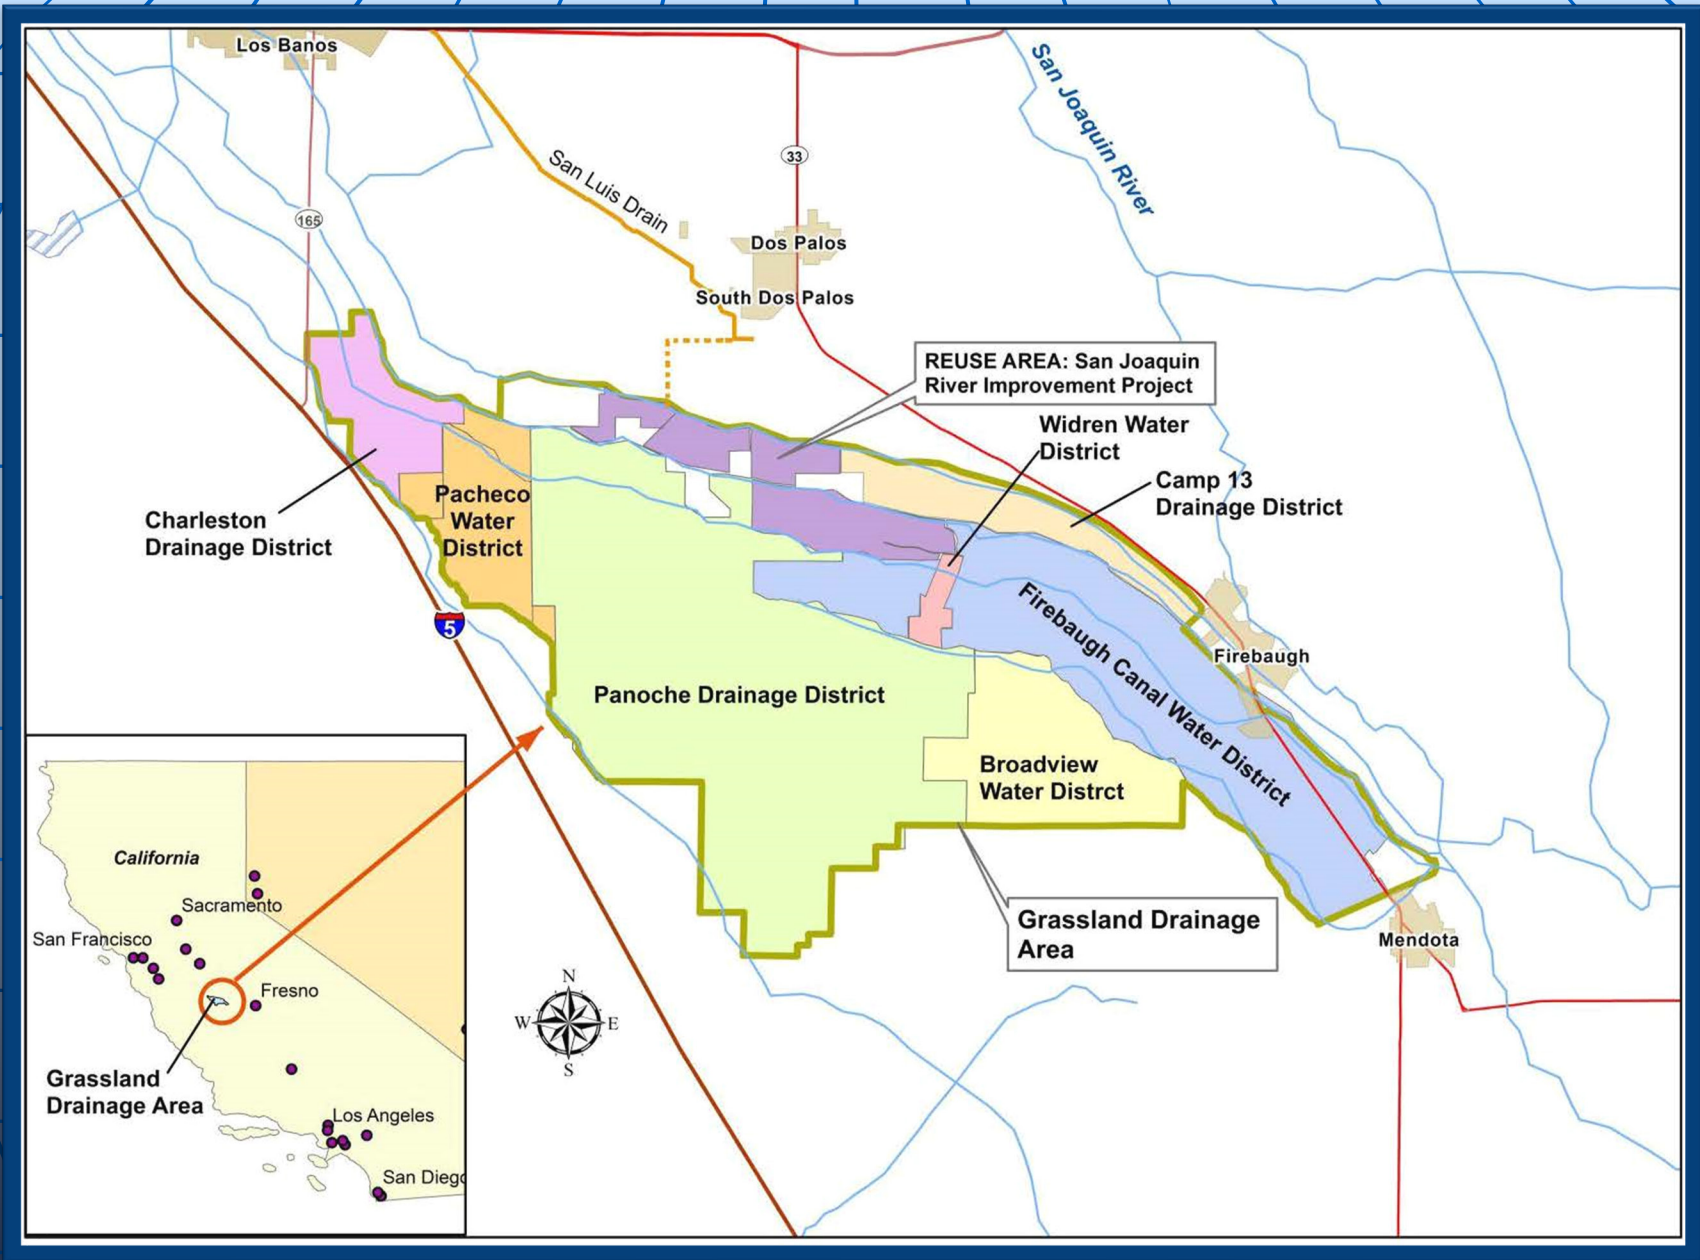 Los Banos
San Joaquin River
San Luis Drain
33
165
Dos Palos
South Dos Palos
REUSE AREA: San Joaquin
River Improvement Project
Widren Water
District
Camp 13
Drainage District
Charleston
Drainage District
Pacheco
Water
District
5
Firebaugh Canal Water District
Firebaugh
Panoche Drainage District
Broadview
Water Distrct
Grassland Drainage
Area
Mendota
N
W
E
S
California
Sacramento
San Francisco
Fresno
Grassland
Drainage Area
Los Angeles
San Diego